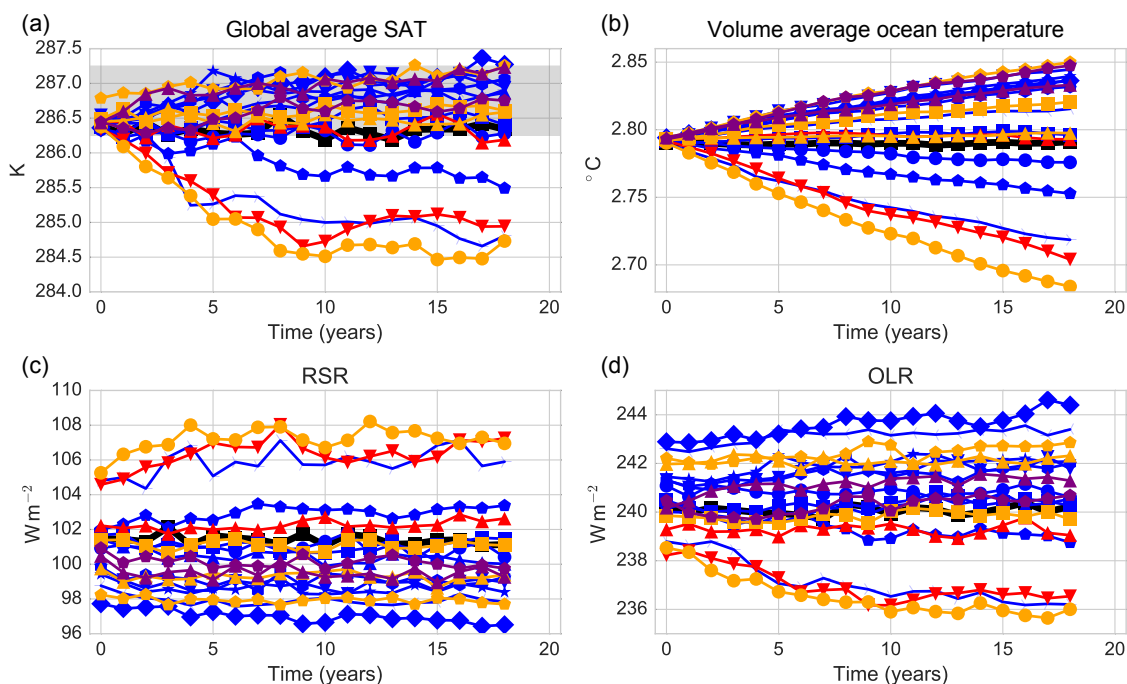 (a) Global average SAT
287.5
287.0
286.5
286.0
285.5
285.0
284.5
284.0
K
0 5 10 15 20
Time (years)
(b) Volume average ocean temperature
2.85
2.80
2.75
2.70
°C
0 5 10 15 20
Time (years)
(c) RSR
110
108
106
104
102
100
98
96
Wm−2
0 5 10 15 20
Time (years)
(d) OLR
244
242
240
238
236
Wm−2
0 5 10 15 20
Time (years)